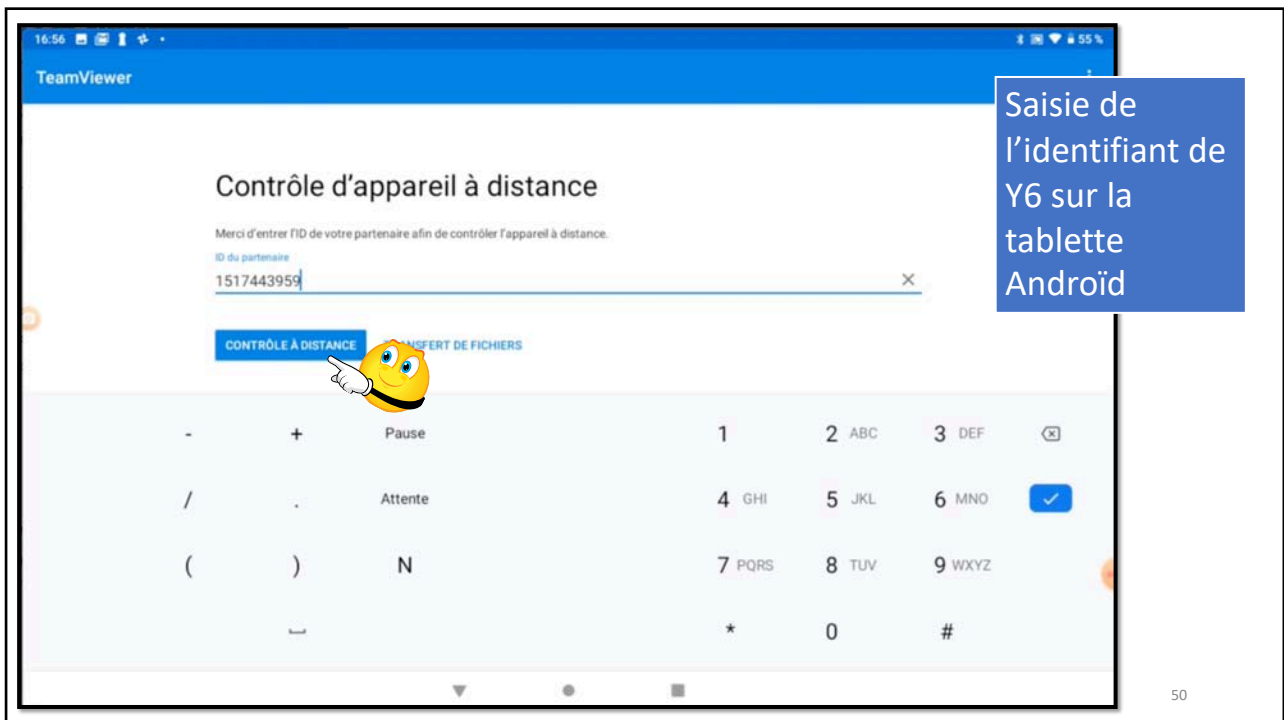 16:56 55 %
TeamViewer
Saisie de
l'identifiant de
Y6 sur la
tablette
Androïd
Contrôle d'appareil à distance
Merci d'entrer l'ID de votre partenaire afin de contrôler l'appareil à distance.
ID du partenaire
1517443959
CONTRÔLE À DISTANCE NSFERT DE FICHIERS
- + Pause 1 2 ABC 3 DEF
/ . Attente 4 GHI 5 JKL 6 MNO
( ) N 7 PQRS 8 TUV 9 WXYZ
* 0 #
50